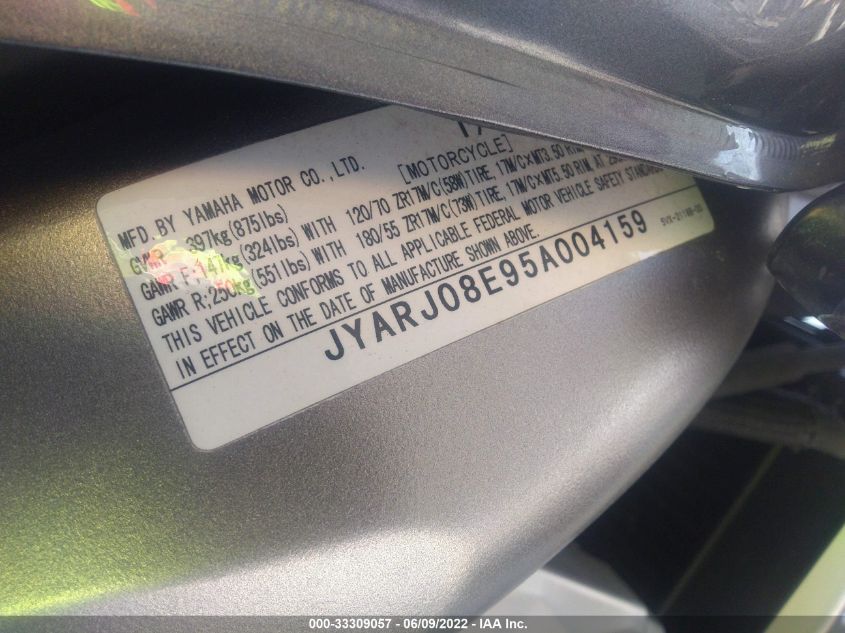 MFD.BY YAMAHA MOTOR CO.,LTD. [MOTORCYCLE]
GVWR 397kg(875lbs)
GAWR F:147kg(324lbs) WITH 120/70 ZR17M/C(58W)TIRE, 17M/C×MT3.50 RIM,
GAWR R:250kg(551lbs) WITH 180/55 ZR17M/C(73W)TIRE, 17M/C×MT5.50 RIM, AT
THIS VEHICLE CONFORMS TO ALL APPLICABLE FEDERAL MOTOR VEHICLE SAFETY STANDARDS
IN EFFECT ON THE DATE OF MANUFACTURE SHOWN ABOVE.
JYARJ08E95A004159
000-33309057 - 06/09/2022 - IAA Inc.